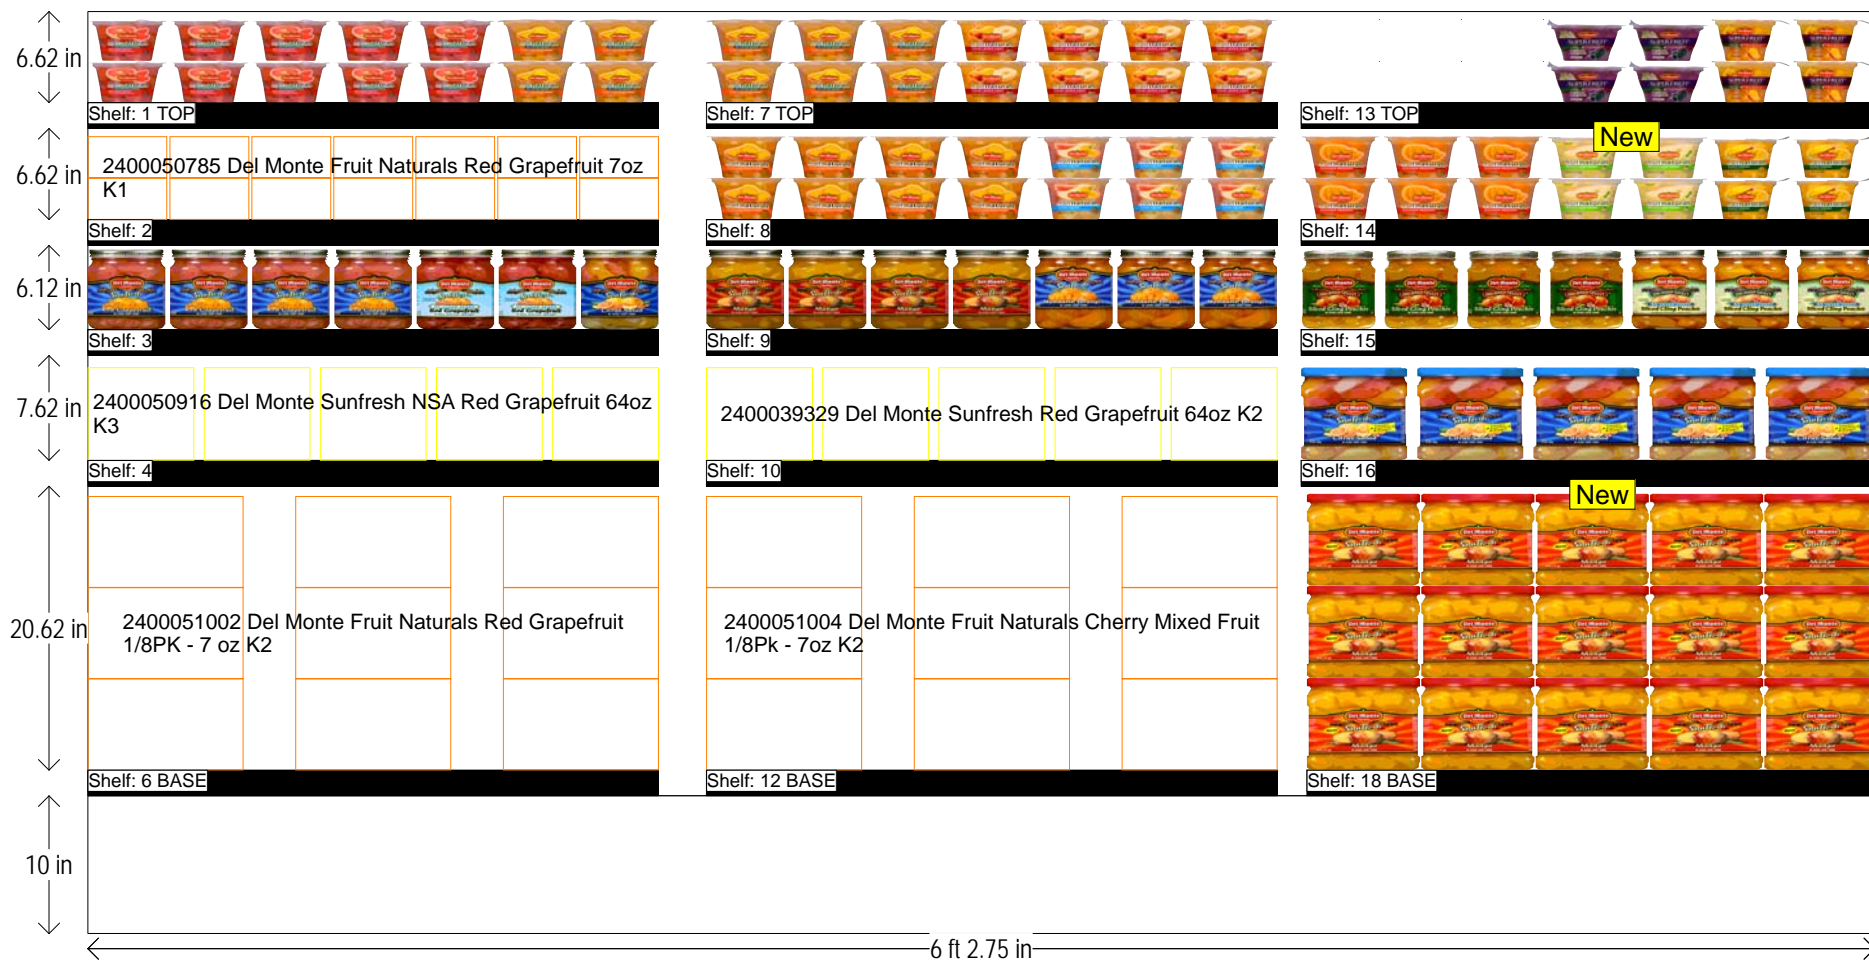 6.62 in
Shelf: 1 TOP
Shelf: 7 TOP
Shelf: 13 TOP
New
6.62 in
2400050785 Del Monte Fruit Naturals Red Grapefruit 7oz
K1
Shelf: 2
Shelf: 8
Shelf: 14
6.12 in
Shelf: 3
Shelf: 9
Shelf: 15
7.62 in
2400050916 Del Monte Sunfresh NSA Red Grapefruit 64oz
K3
2400039329 Del Monte Sunfresh Red Grapefruit 64oz K2
Shelf: 4
Shelf: 10
Shelf: 16
New
20.62 in
2400051002 Del Monte Fruit Naturals Red Grapefruit
1/8PK - 7 oz K2
2400051004 Del Monte Fruit Naturals Cherry Mixed Fruit
1/8Pk - 7oz K2
Shelf: 6 BASE
Shelf: 12 BASE
Shelf: 18 BASE
10 in
6 ft 2.75 in